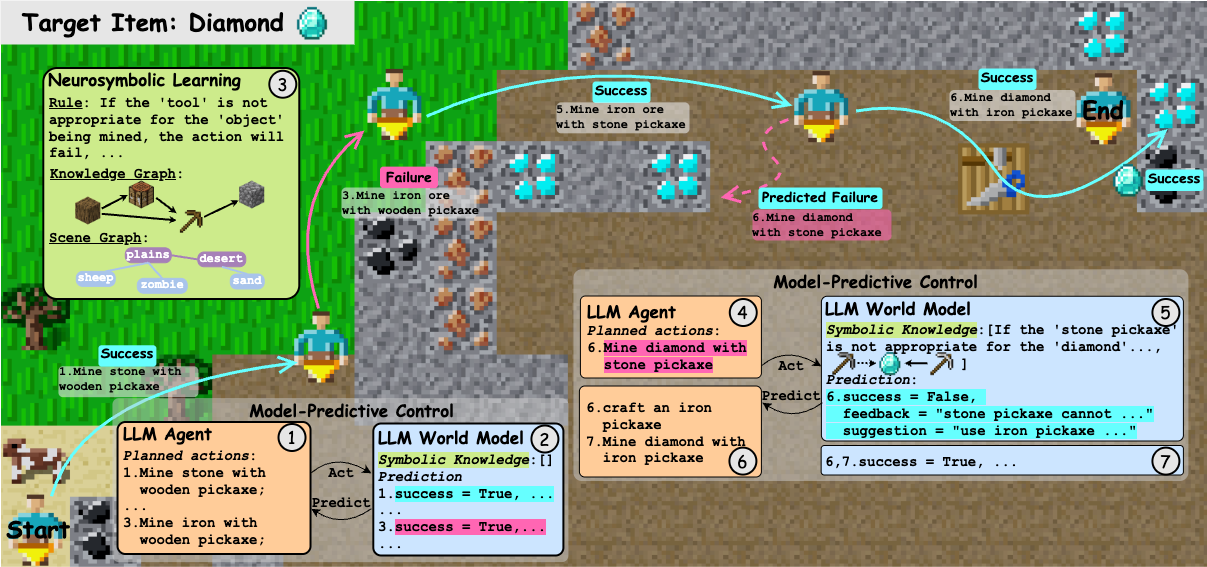 Target Item: Diamond
Neurosymbolic Learning
3
Rule: If the 'tool' is not
appropriate for the 'object'
being mined, the action will
fail, ...
Knowledge Graph:
Scene Graph:
plains
desert
sheep
zombie
sand
Success
5.Mine iron ore
with stone pickaxe
Success
6.Mine diamond
with iron pickaxe
End
Failure
3.Mine iron ore
with wooden pickaxe
Predicted Failure
6.Mine diamond
with stone pickaxe
Success
Success
1.Mine stone with
wooden pickaxe
Start
Model-Predictive Control
LLM Agent
1
Planned actions:
1.Mine stone with
wooden pickaxe;
...
3.Mine iron with
wooden pickaxe;
Act
Predict
LLM World Model
2
Symbolic Knowledge:[]
Prediction
1.success = True, ...
...
3.success = True,...
...
Model-Predictive Control
LLM Agent
4
Planned actions:
6.Mine diamond with
stone pickaxe
Act
Predict
LLM World Model
5
Symbolic Knowledge:[If the 'stone pickaxe'
is not appropriate for the 'diamond'...,
]
Prediction:
6.success = False,
feedback = "stone pickaxe cannot ..."
suggestion = "use iron pickaxe ..."
6.craft an iron
pickaxe
7.Mine diamond with
iron pickaxe
6
6,7.success = True, ...
7